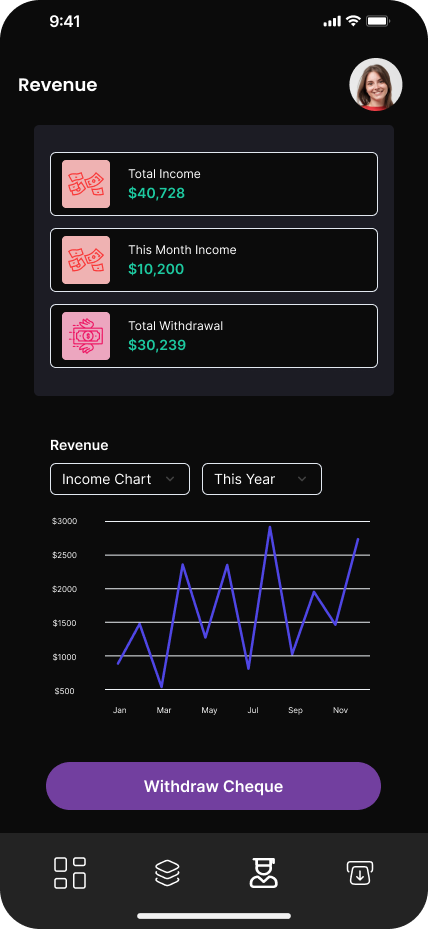 9:41
Revenue
Total Income
$40,728
This Month Income
$10,200
Total Withdrawal
$30,239
Revenue
Income Chart
This Year
$3000
$2500
$2000
$1500
$1000
$500
Jan Mar May Jul Sep Nov
Withdraw Cheque